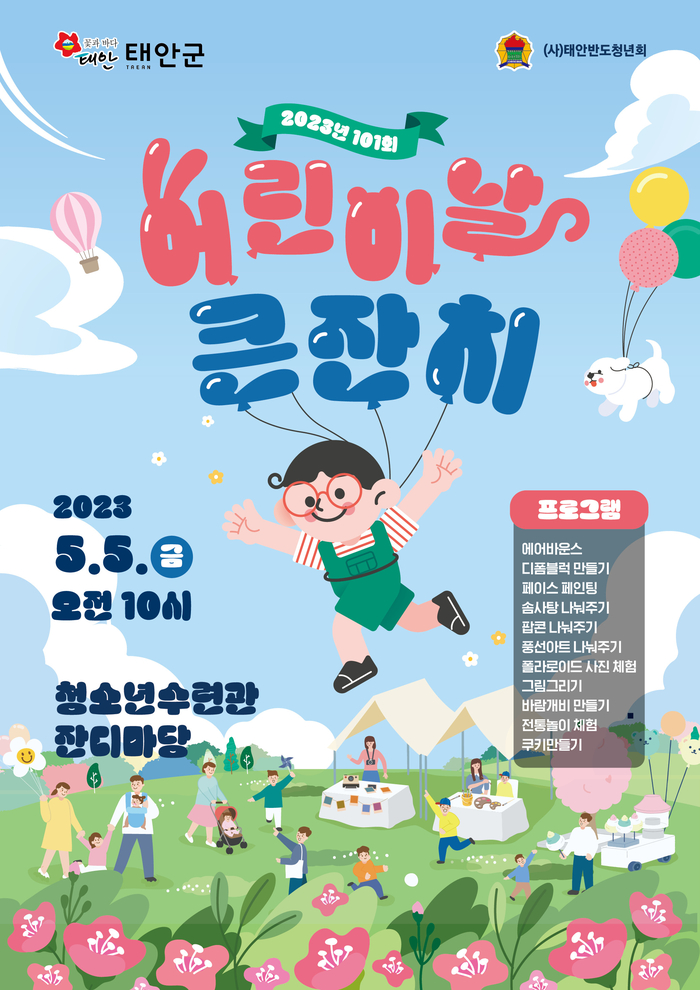 꽃과 바다
태안
태안군
TAEAN
(사)태안반도청년회
2023년 101회
어린이날
큰잔치
2023
5.5.금
오전 10시
청소년수련관
잔디마당
프로그램
에어바운스
디폼블럭 만들기
페이스 페인팅
솜사탕 나눠주기
팝콘 나눠주기
풍선아트 나눠주기
폴라로이드 사진 체험
그림그리기
바람개비 만들기
전통놀이 체험
쿠키만들기